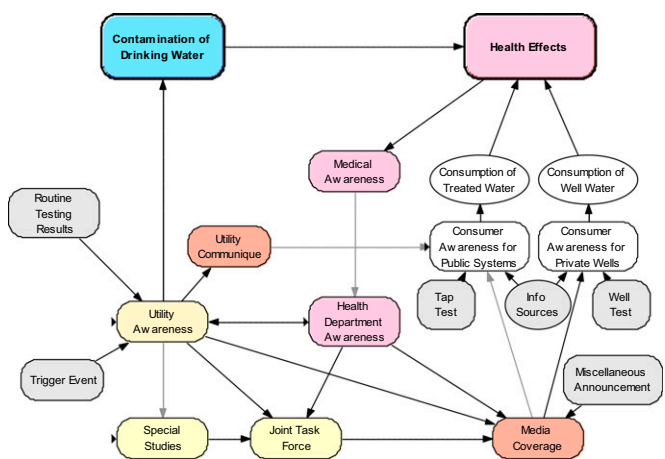 Contamination of
Drinking Water
Health Effects
Medical
Awareness
Consumption of
Treated Water
Consumption of
Well Water
Routine
Testing
Results
Utility
Communique
Consumer
Awareness for
Public Systems
Consumer
Awareness for
Private Wells
Tap
Test
Info
Sources
Well
Test
Utility
Awareness
Health
Department
Awareness
Trigger Event
Miscellaneous
Announcement
Special
Studies
Joint Task
Force
Media
Coverage